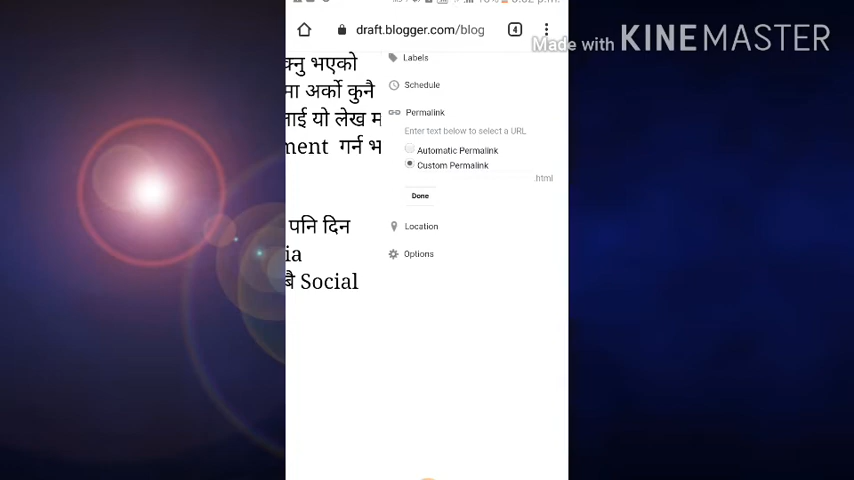 draft.blogger.com/blog
4
Made with KINEMASTER
क्नु भएको
मा अर्को कुनै
नाई यो लेख म
nent गर्न भ
पनि दिन
ia
बै Social
Labels
Schedule
Permalink
Enter text below to select a URL
Automatic Permalink
Custom Permalink
.html
Done
Location
Options